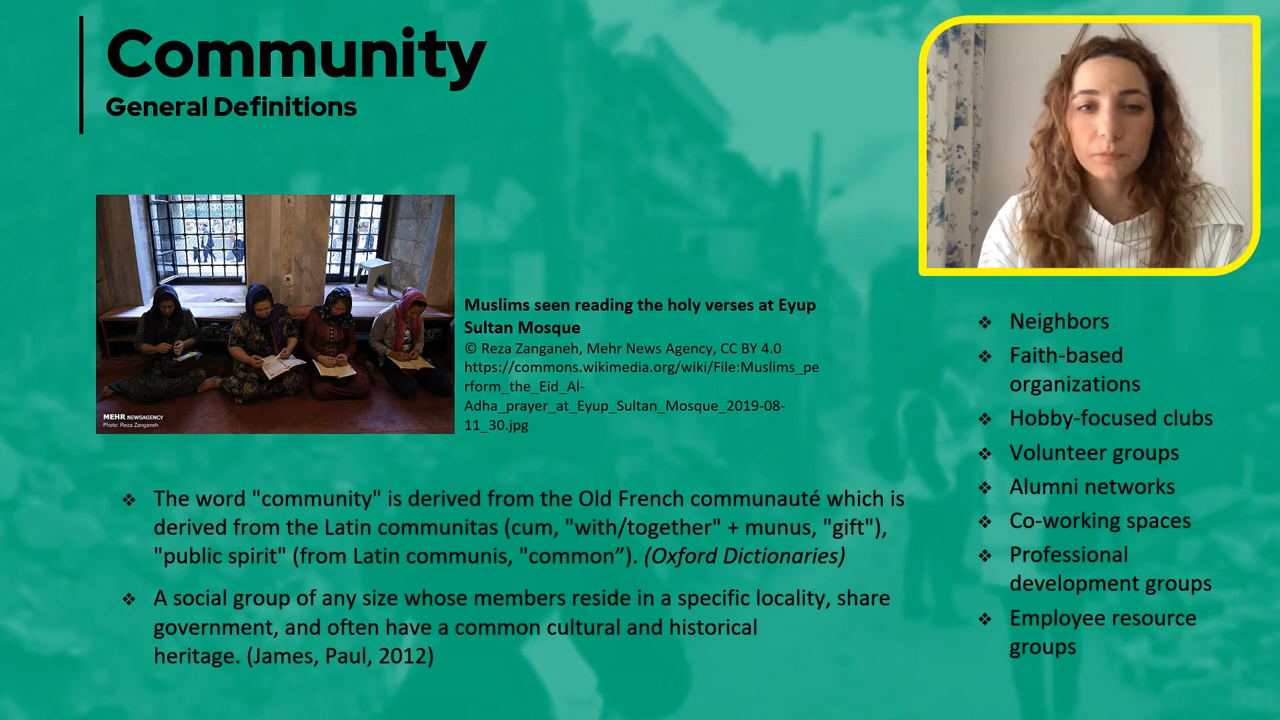 Community
General Definitions
MEHR NEWSAGENCY
Photo: Reza Zanganeh
Muslims seen reading the holy verses at Eyup
Sultan Mosque
© Reza Zanganeh, Mehr News Agency, CC BY 4.0
https://commons.wikimedia.org/wiki/File:Muslims_pe
rform_the_Eid_Al-
Adha_prayer_at_Eyup_Sultan_Mosque_2019-08-
11_30.jpg
❖ The word "community" is derived from the Old French communauté which is
derived from the Latin communitas (cum, "with/together" + munus, "gift"),
"public spirit" (from Latin communis, "common”). (Oxford Dictionaries)
❖ A social group of any size whose members reside in a specific locality, share
government, and often have a common cultural and historical
heritage. (James, Paul, 2012)
❖ Neighbors
❖ Faith-based
organizations
❖ Hobby-focused clubs
❖ Volunteer groups
❖ Alumni networks
❖ Co-working spaces
❖ Professional
development groups
❖ Employee resource
groups